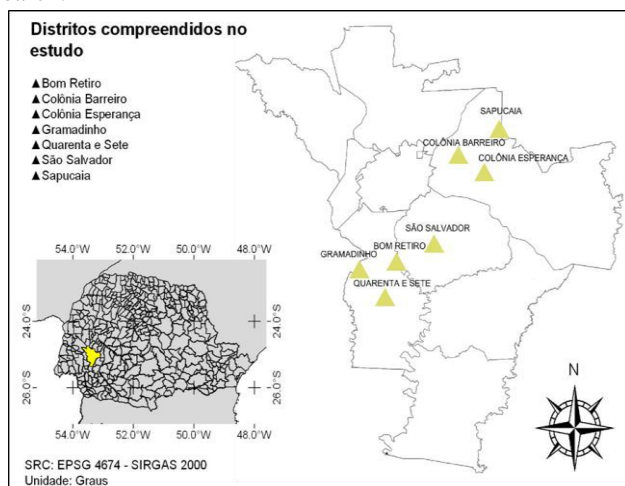 Distritos compreendidos no
estudo
▲Bom Retiro
▲Colônia Barreiro
▲Colônia Esperança
▲Gramadinho
▲Quarenta e Sete
▲São Salvador
▲Sapucaia
SAPUCAIA
COLÔNIA BARREIRO
COLÔNIA ESPERANÇA
SÃO SALVADOR
BOM RETIRO
GRAMADINHO
QUARENTA E SETE
54.0°W 52.0°W 50.0°W 48.0°W
24.0°S 24.0°S
26.0°S 26.0°S
54.0°W 52.0°W 50.0°W 48.0°W
N
SRC: EPSG 4674 - SIRGAS 2000
Unidade: Graus